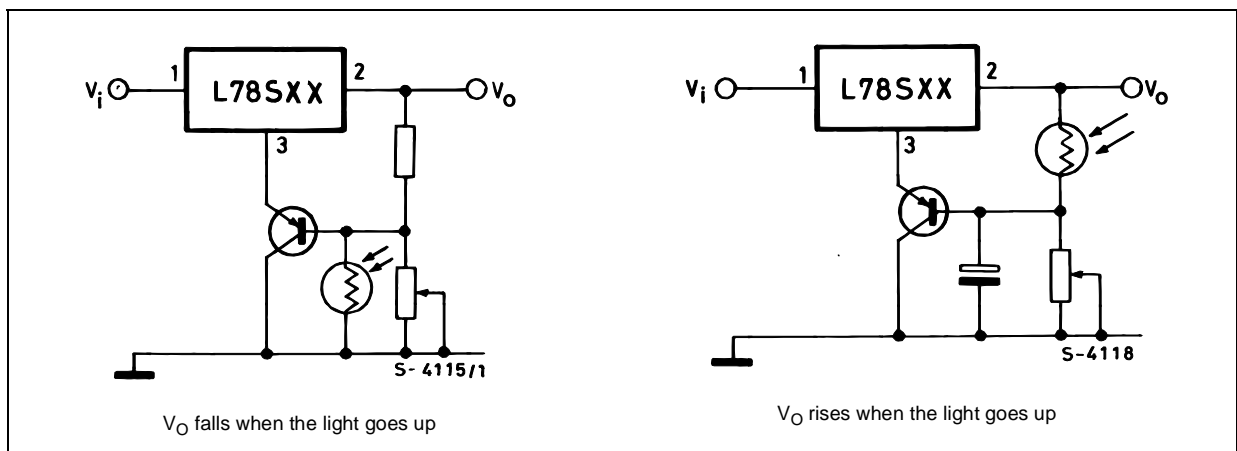 1
L78SXX
2
Vi
VO
3
S-4115/1
VO falls when the light goes up
1
L78SXX
2
Vi
VO
3
S-4118
VO rises when the light goes up